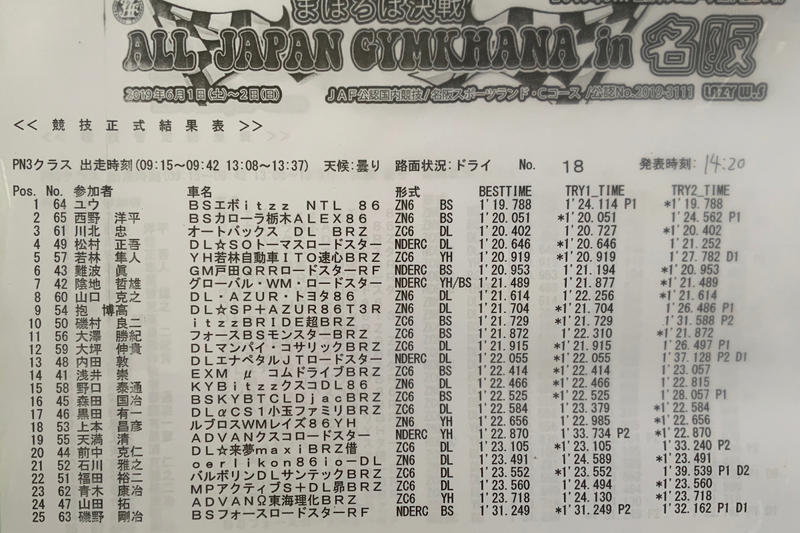 まほろば決戦
ALL JAPAN GYMKHANA in 名阪
2019年6月1日(土)～2日(日) JAF公認国内競技/名阪スポーツランド・Cコース/公認No.2019-3111 LAZY W.S
<< 競技正式結果表 >>
PN3クラス 出走時刻(09:15～09:42 13:08～13:37) 天候:曇り 路面状況:ドライ No. 18 発表時刻: 14:20
Pos. No. 参加者 車名 形式 BESTTIME TRY1_TIME TRY2_TIME
1 64 ユウ BSエボitzz NTL 86 ZN6 BS 1'19.788 1'24.114 P1 *1'19.788
2 65 西野 洋平 BSカローラ栃木ALEX86 ZN6 BS 1'20.051 *1'20.051 1'24.562 P1
3 61 川北 忠 オートバックス DL BRZ ZC6 DL 1'20.402 1'20.727 *1'20.402
4 49 松村 正吾 DL☆SOトーマスロードスター NDERC DL 1'20.646 *1'20.646 1'21.252
5 57 若林 隼人 YH若林自動車ITO速心BRZ ZC6 YH 1'20.919 *1'20.919 1'27.782 D1
6 43 難波 眞 GM戸田QRRロードスターRF NDERC BS 1'20.953 1'21.194 *1'20.953
7 42 陰地 哲雄 グローバル・WM・ロードスター NDERC YH/BS 1'21.489 1'21.877 *1'21.489
8 60 山口 克之 DL・AZUR・トヨタ86 ZN6 DL 1'21.614 1'22.256 *1'21.614
9 54 抱 博高 DL☆SP+AZUR86T3R ZN6 DL 1'21.704 *1'21.704 1'26.486 P1
10 50 磯村 良二 itzzBRIDE超BRZ ZC6 BS 1'21.729 *1'21.729 1'31.588 P2
11 56 大澤 勝紀 フォースBSモンスターBRZ ZC6 BS 1'21.872 1'22.310 *1'21.872
12 59 大坪 伸貴 DLマンパイ・コサリックBRZ ZC6 DL 1'21.915 *1'21.915 1'26.497 P1
13 48 内田 敦 DLエナペタルJTロードスター NDERC DL 1'22.055 *1'22.055 1'37.128 P2 D1
14 41 浅井 崇 EXM μ コムドライブBRZ ZC6 BS 1'22.414 *1'22.414 1'23.057
15 58 野口 泰通 KYBitzzクスコDL86 ZN6 DL 1'22.466 *1'22.466 1'22.815
16 45 森田 国治 BSKYBTCLDjacBRZ ZC6 BS 1'22.525 *1'22.525 1'28.057 P1
17 46 黒田 有一 DLαCS1小玉ファミリBRZ ZC6 DL 1'22.584 1'23.379 *1'22.584
18 53 上本 昌彦 ルブロスWMレイズ86YH ZN6 YH 1'22.656 1'22.985 *1'22.656
19 55 天満 清 ADVANクスコロードスター NDERC YH 1'22.870 1'33.734 P2 *1'22.870
20 44 前中 克仁 DL☆来夢maxiBRZ借 ZC6 DL 1'23.105 *1'23.105 1'33.240 P2
21 52 石川 雅之 oerlikon86io-DL ZN6 DL 1'23.491 1'24.589 *1'23.491
22 51 福田 裕二 バルボリンDLサンテックBRZ ZC6 DL 1'23.552 *1'23.552 1'39.539 P1 D2
23 62 青木 康治 MPアクティブS+DL昴BRZ ZC6 DL 1'23.560 1'24.494 *1'23.560
24 47 山田 拓 ADVANΩ東海理化BRZ ZC6 YH 1'23.718 1'24.130 *1'23.718
25 63 磯野 剛治 BSフォースロードスターRF NDERC BS 1'31.249 *1'31.249 P2 1'32.162 P1 D1